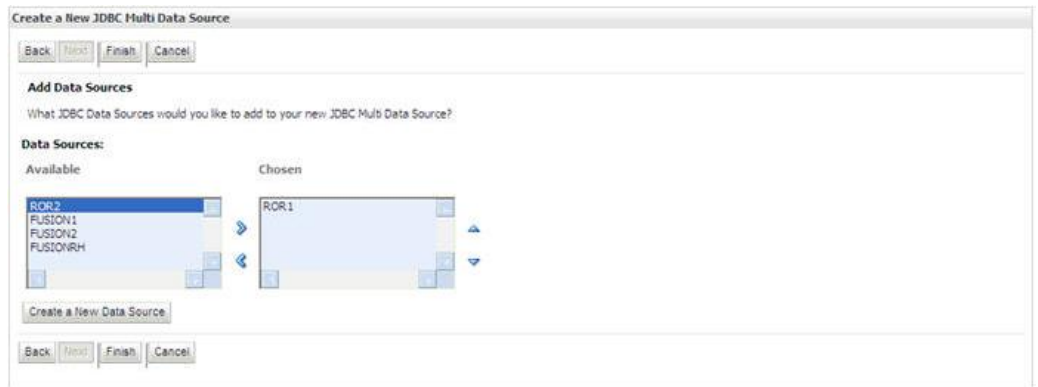 Create a New JDBC Multi Data Source
Back Next Finish Cancel
Add Data Sources
What JDBC Data Sources would you like to add to your new JDBC Multi Data Source?
Data Sources:
Available Chosen
ROR2 ROR1
FUSION1
FUSION2
FUSIONRH
Create a New Data Source
Back Next Finish Cancel